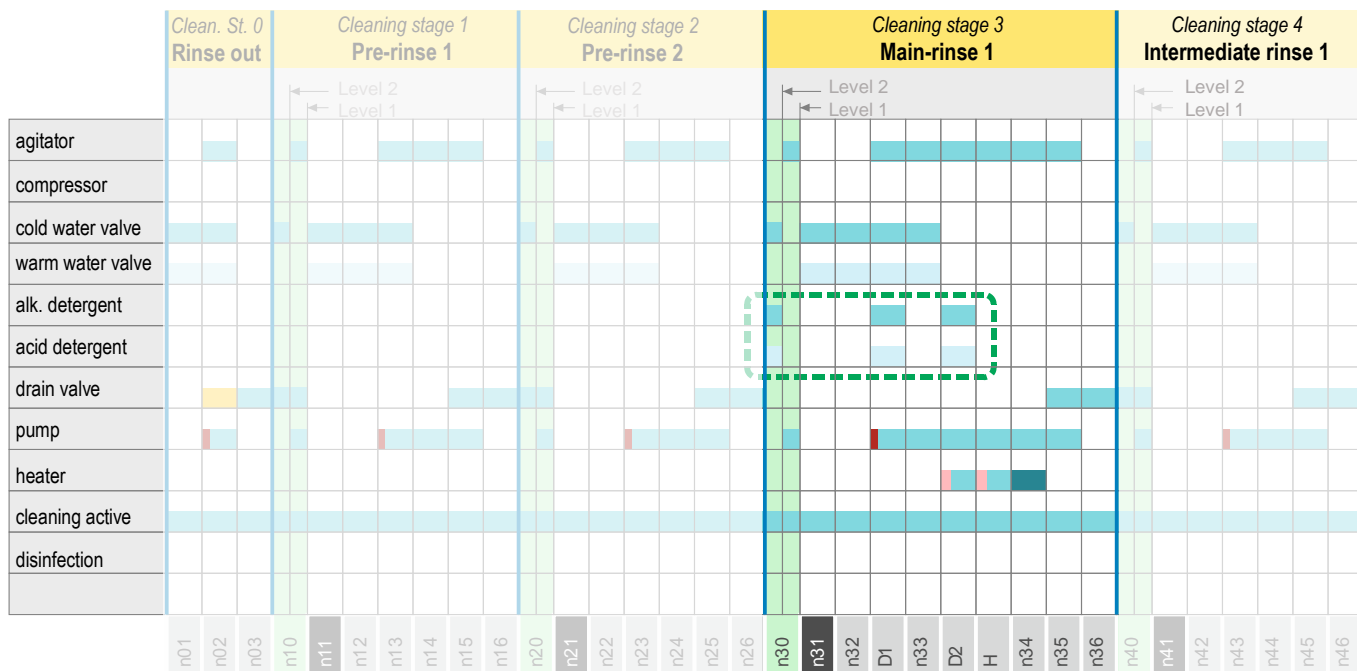 Clean. St. 0
Rinse out
Cleaning stage 1
Pre-rinse 1
Cleaning stage 2
Pre-rinse 2
Cleaning stage 3
Main-rinse 1
Cleaning stage 4
Intermediate rinse 1
Level 2
Level 1
Level 2
Level 1
Level 2
Level 1
Level 2
Level 1
agitator
compressor
cold water valve
warm water valve
alk. detergent
acid detergent
drain valve
pump
heater
cleaning active
disinfection
n01 n02 n03 n10 n11 n12 n13 n14 n15 n16 n20 n21 n22 n23 n24 n25 n26 n30 n31 n32 D1 n33 D2 H n34 n35 n36 n40 n41 n42 n43 n44 n45 n46